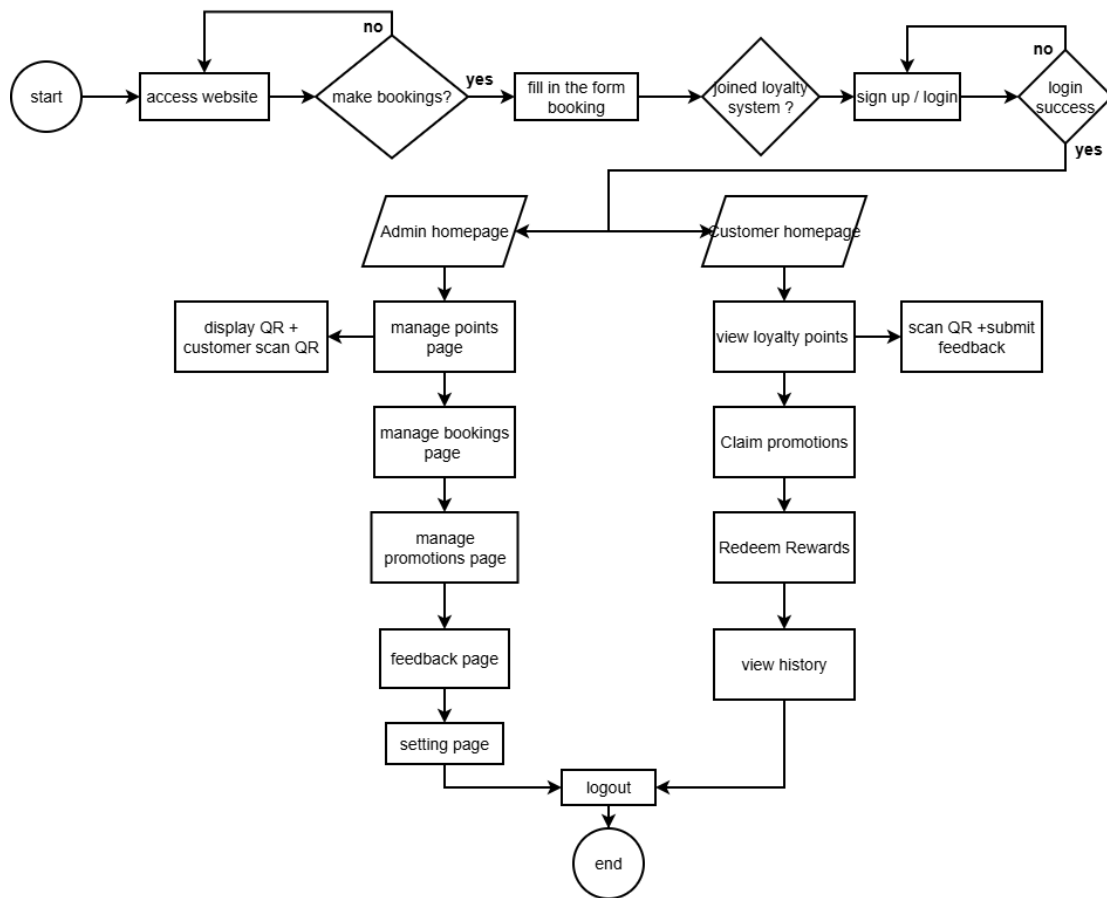 no
no
start
access website
make bookings?
yes
fill in the form
booking
joined loyalty
system ?
sign up / login
login
success
yes
Admin homepage
Customer homepage
display QR +
customer scan QR
manage points
page
view loyalty points
scan QR +submit
feedback
manage bookings
page
Claim promotions
manage
promotions page
Redeem Rewards
feedback page
view history
setting page
logout
end